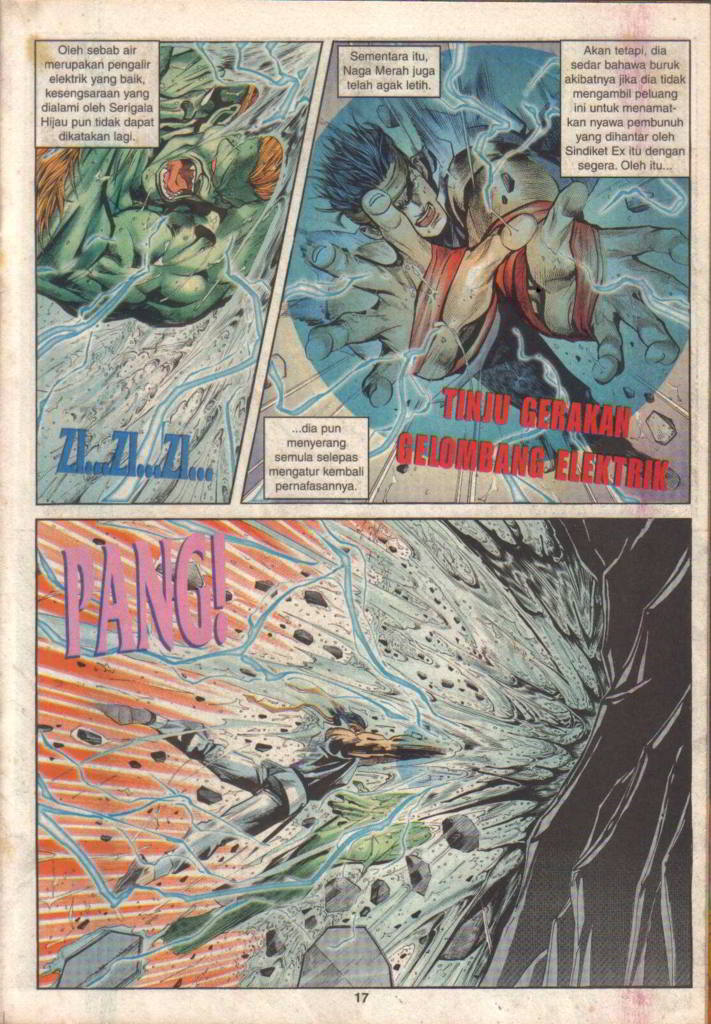 Oleh sebab air
merupakan pengalir
elektrik yang baik,
kesengsaraan yang
dialami oleh Serigala
Hijau pun tidak dapat
dikatakan lagi.
ZI...ZI...ZI...
Sementara itu,
Naga Merah juga
telah agak letih.
Akan tetapi, dia
sedar bahawa buruk
akibatnya jika dia tidak
mengambil peluang
ini untuk menamat-
kan nyawa pembunuh
yang dihantar oleh
Sindiket Ex itu dengan
segera. Oleh itu...
TINJU GERAKAN
GELOMBANG ELEKTRIK
...dia pun
menyerang
semula selepas
mengatur kembali
pernafasannya.
PANG!
17